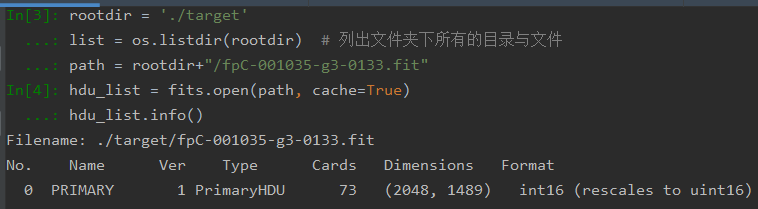 In[3]: rootdir = './target'
...: list = os.listdir(rootdir)  # 列出文件夹下所有的目录与文件
...: path = rootdir+"/fpC-001035-g3-0133.fit"
In[4]: hdu_list = fits.open(path, cache=True)
...: hdu_list.info()
Filename: ./target/fpC-001035-g3-0133.fit
No.    Name      Ver    Type      Cards   Dimensions   Format
0  PRIMARY       1 PrimaryHDU      73   (2048, 1489)   int16 (rescales to uint16)